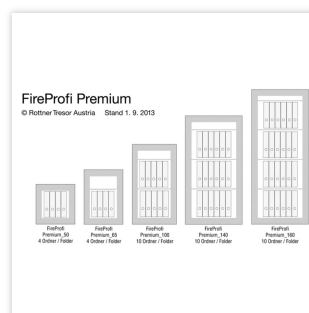 FireProfi Premium
© Rottner Tresor Austria Stand 1. 9. 2013
FireProfi
Premium_50
4 Ordner / Folder
FireProfi
Premium_65
4 Ordner / Folder
FireProfi
Premium_100
10 Ordner / Folder
FireProfi
Premium_140
10 Ordner / Folder
FireProfi
Premium_160
10 Ordner / Folder